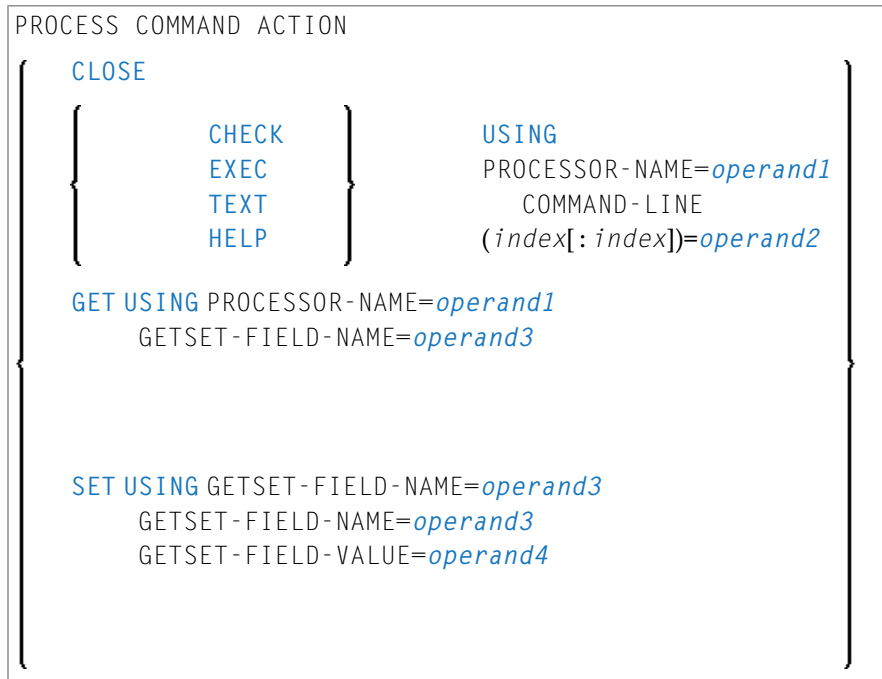 PROCESS COMMAND ACTION
CLOSE
CHECK USING
EXEC PROCESSOR-NAME=operand1
TEXT COMMAND-LINE
HELP (index[:index])=operand2
GET USING PROCESSOR-NAME=operand1
GETSET-FIELD-NAME=operand3
SET USING GETSET-FIELD-NAME=operand3
GETSET-FIELD-NAME=operand3
GETSET-FIELD-VALUE=operand4